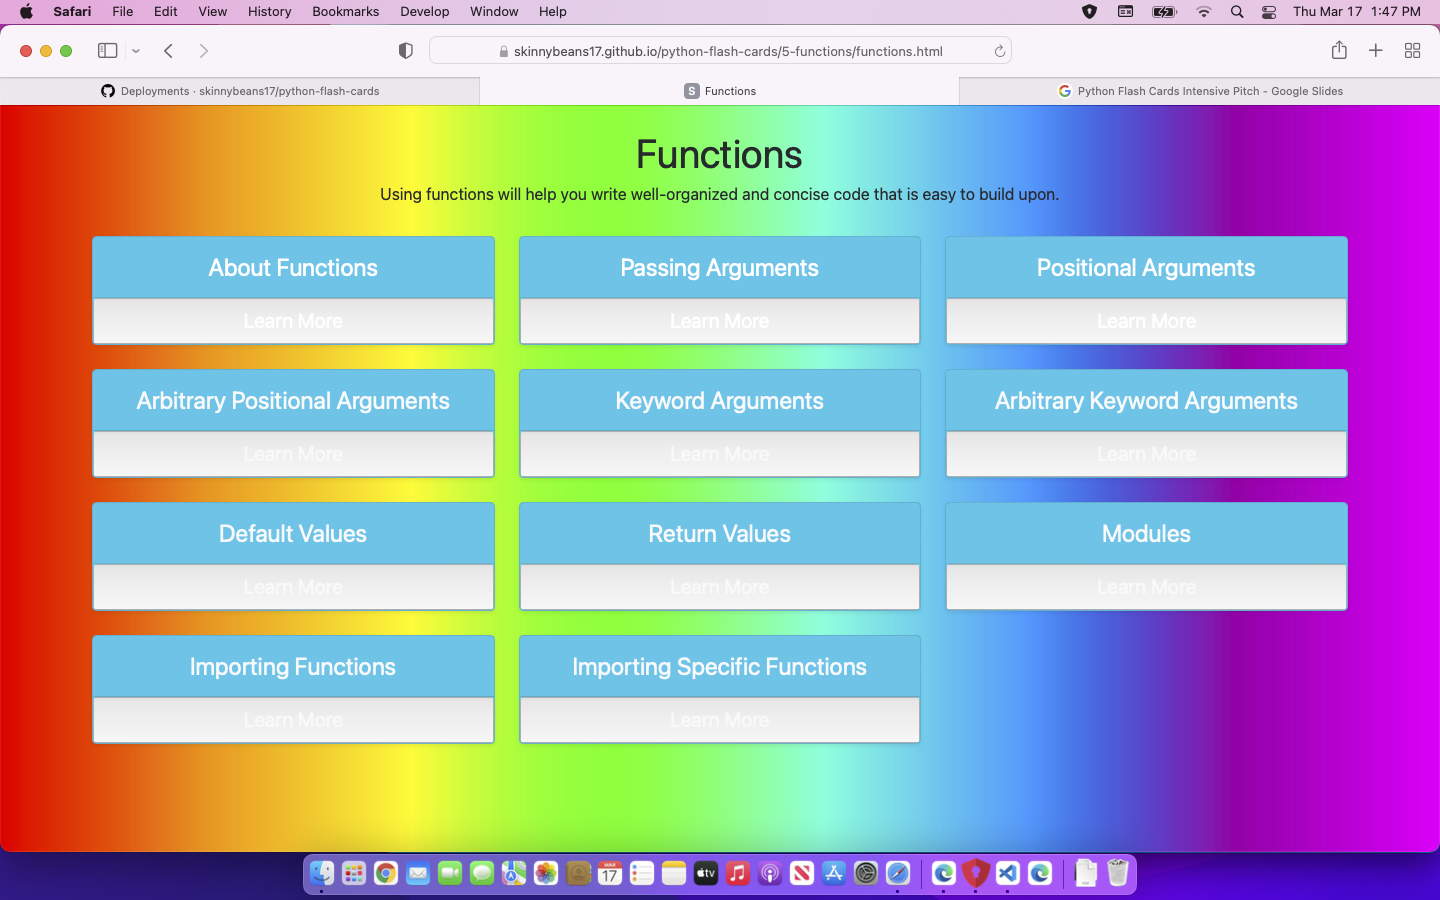 Safari File Edit View History Bookmarks Develop Window Help Thu Mar 17 1:47 PM
skinnybeans17.github.io/python-flash-cards/5-functions/functions.html
Deployments · skinnybeans17/python-flash-cards
S Functions
Python Flash Cards Intensive Pitch - Google Slides
Functions
Using functions will help you write well-organized and concise code that is easy to build upon.
About Functions
Learn More
Passing Arguments
Learn More
Positional Arguments
Learn More
Arbitrary Positional Arguments
Learn More
Keyword Arguments
Learn More
Arbitrary Keyword Arguments
Learn More
Default Values
Learn More
Return Values
Learn More
Modules
Learn More
Importing Functions
Learn More
Importing Specific Functions
Learn More
MAR
17
tv